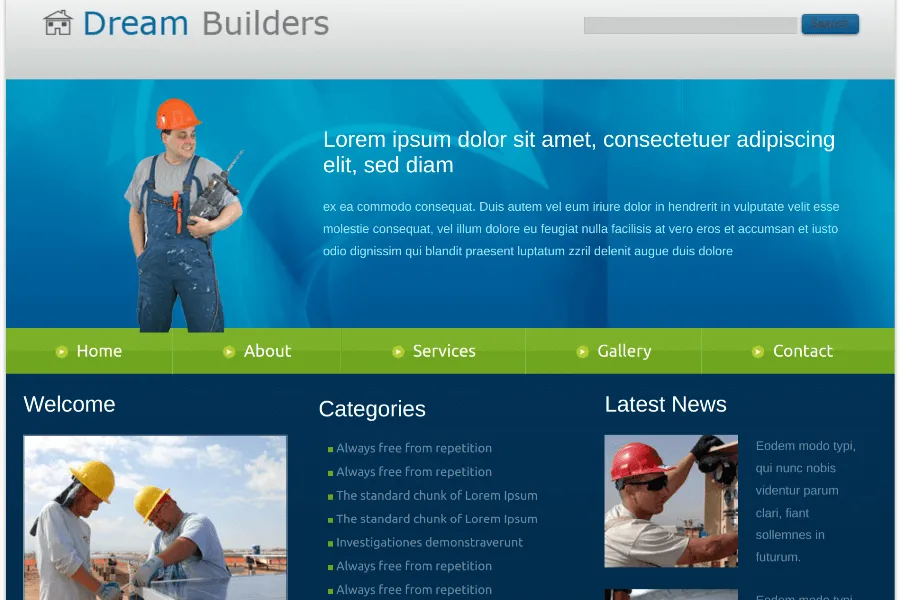 Dream Builders
Search
Lorem ipsum dolor sit amet, consectetuer adipiscing
elit, sed diam
ex ea commodo consequat. Duis autem vel eum iriure dolor in hendrerit in vulputate velit esse
molestie consequat, vel illum dolore eu feugiat nulla facilisis at vero eros et accumsan et iusto
odio dignissim qui blandit praesent luptatum zzril delenit augue duis dolore
Home
About
Services
Gallery
Contact
Welcome
Categories
Always free from repetition
Always free from repetition
The standard chunk of Lorem Ipsum
The standard chunk of Lorem Ipsum
Investigationes demonstraverunt
Always free from repetition
Always free from repetition
Latest News
Eodem modo typi,
qui nunc nobis
videntur parum
clari, fiant
sollemnes in
futurum.
Eodem modo typi,